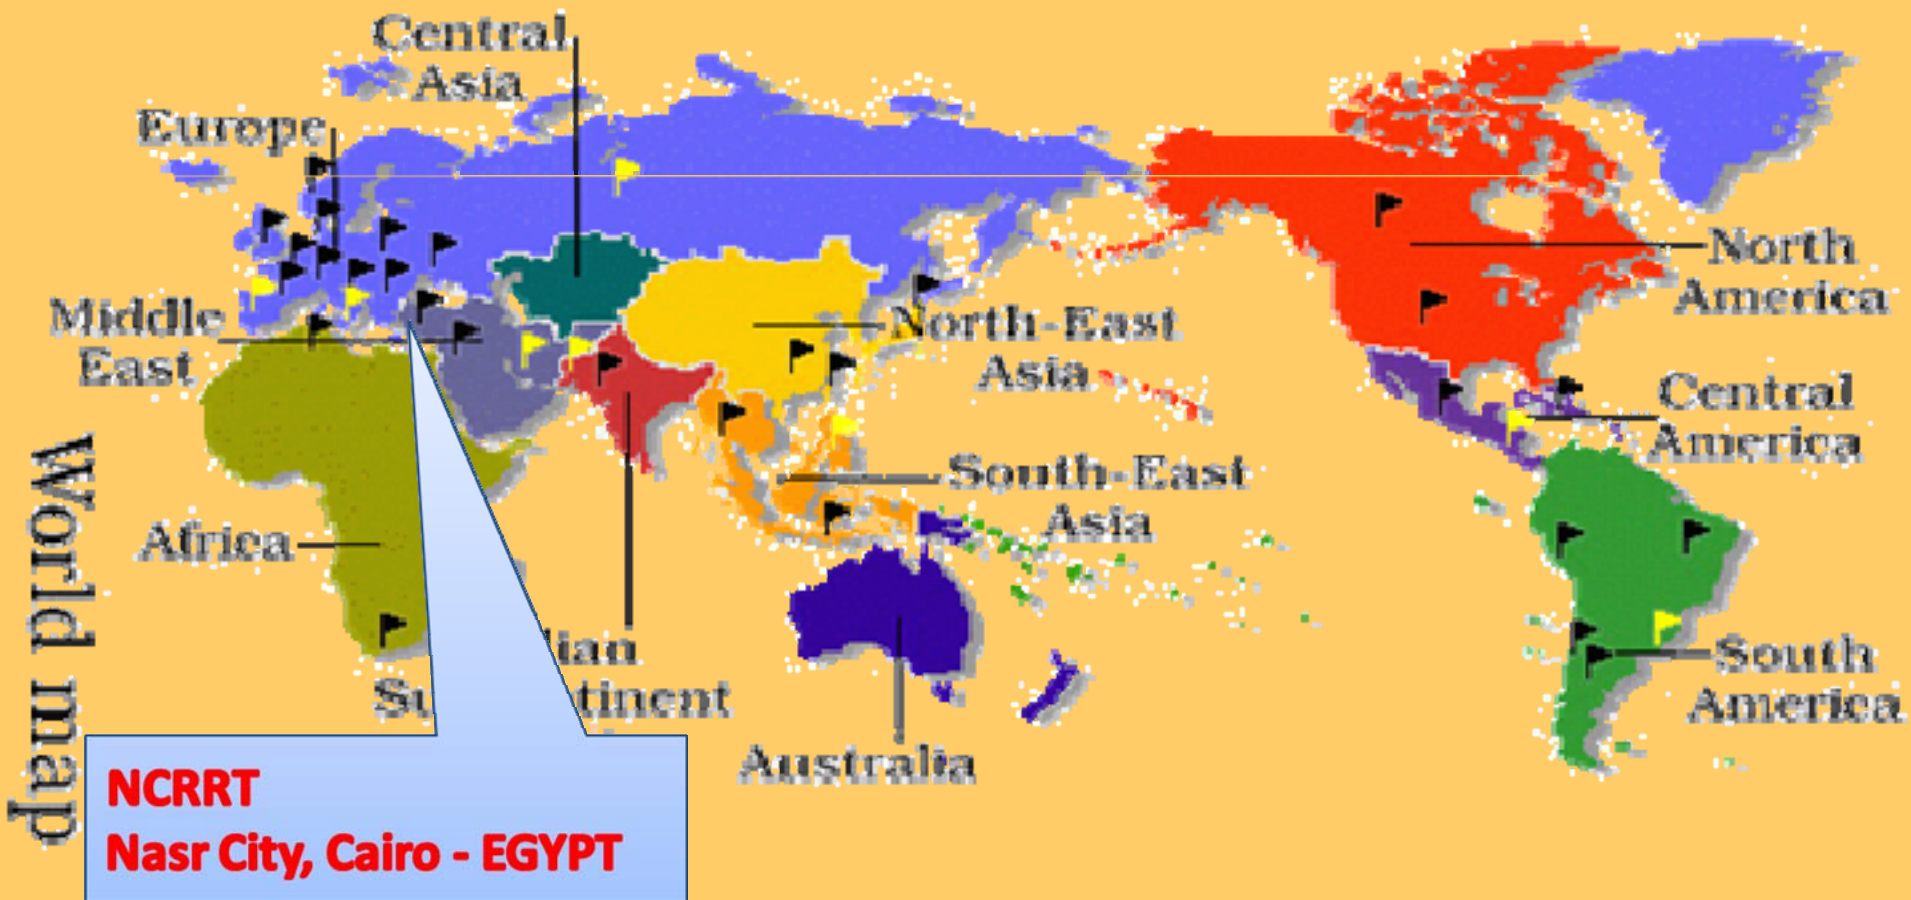 Central
Asia
Europe
Middle
East
North-East
Asia
North
America
Central
America
South-East
Asia
Africa
South
America
Australia
tinent
World map
NCRRT
Nasr City, Cairo - EGYPT